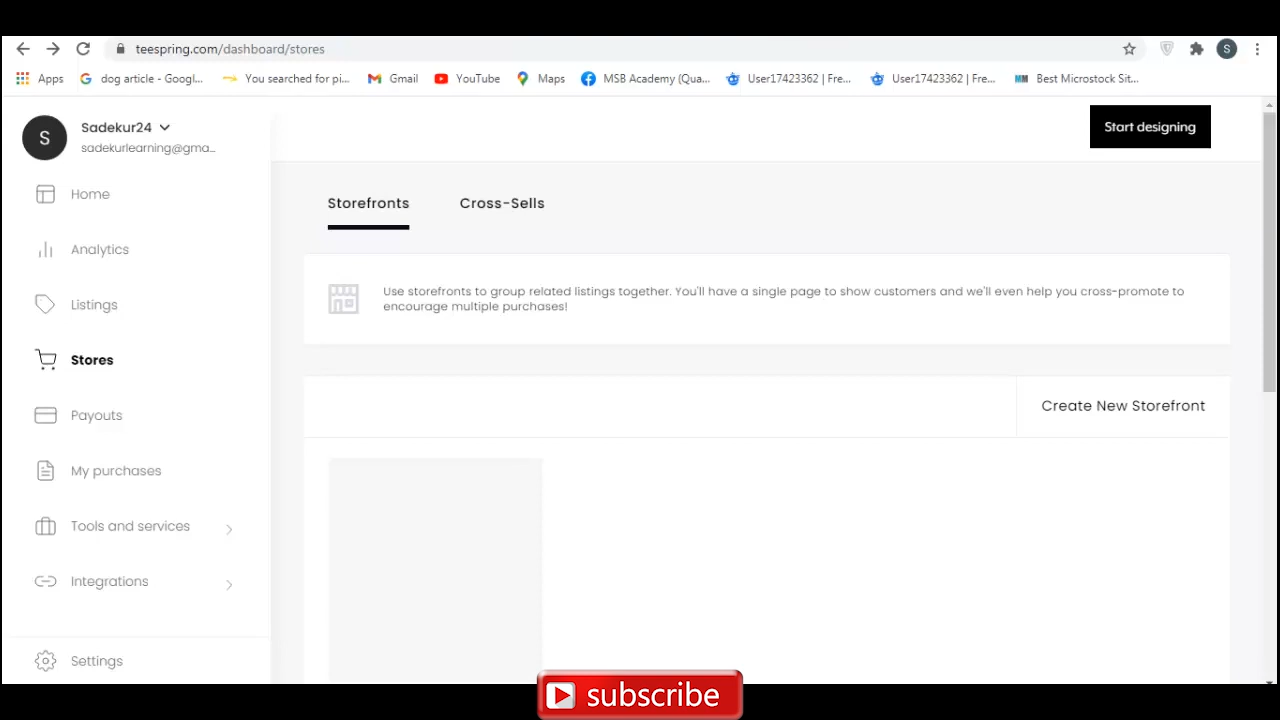 teespring.com/dashboard/stores
S
Apps
dog article - Googl...
You searched for pi...
Gmail
YouTube
Maps
MSB Academy (Qua...
User17423362 | Fre...
User17423362 | Fre...
Best Microstock Sit...
S
Sadekur24
sadekurlearning@gma...
Start designing
Home
Analytics
Listings
Stores
Payouts
My purchases
Tools and services
Integrations
Settings
Storefronts
Cross-Sells
Use storefronts to group related listings together. You'll have a single page to show customers and we'll even help you cross-promote to
encourage multiple purchases!
Create New Storefront
subscribe